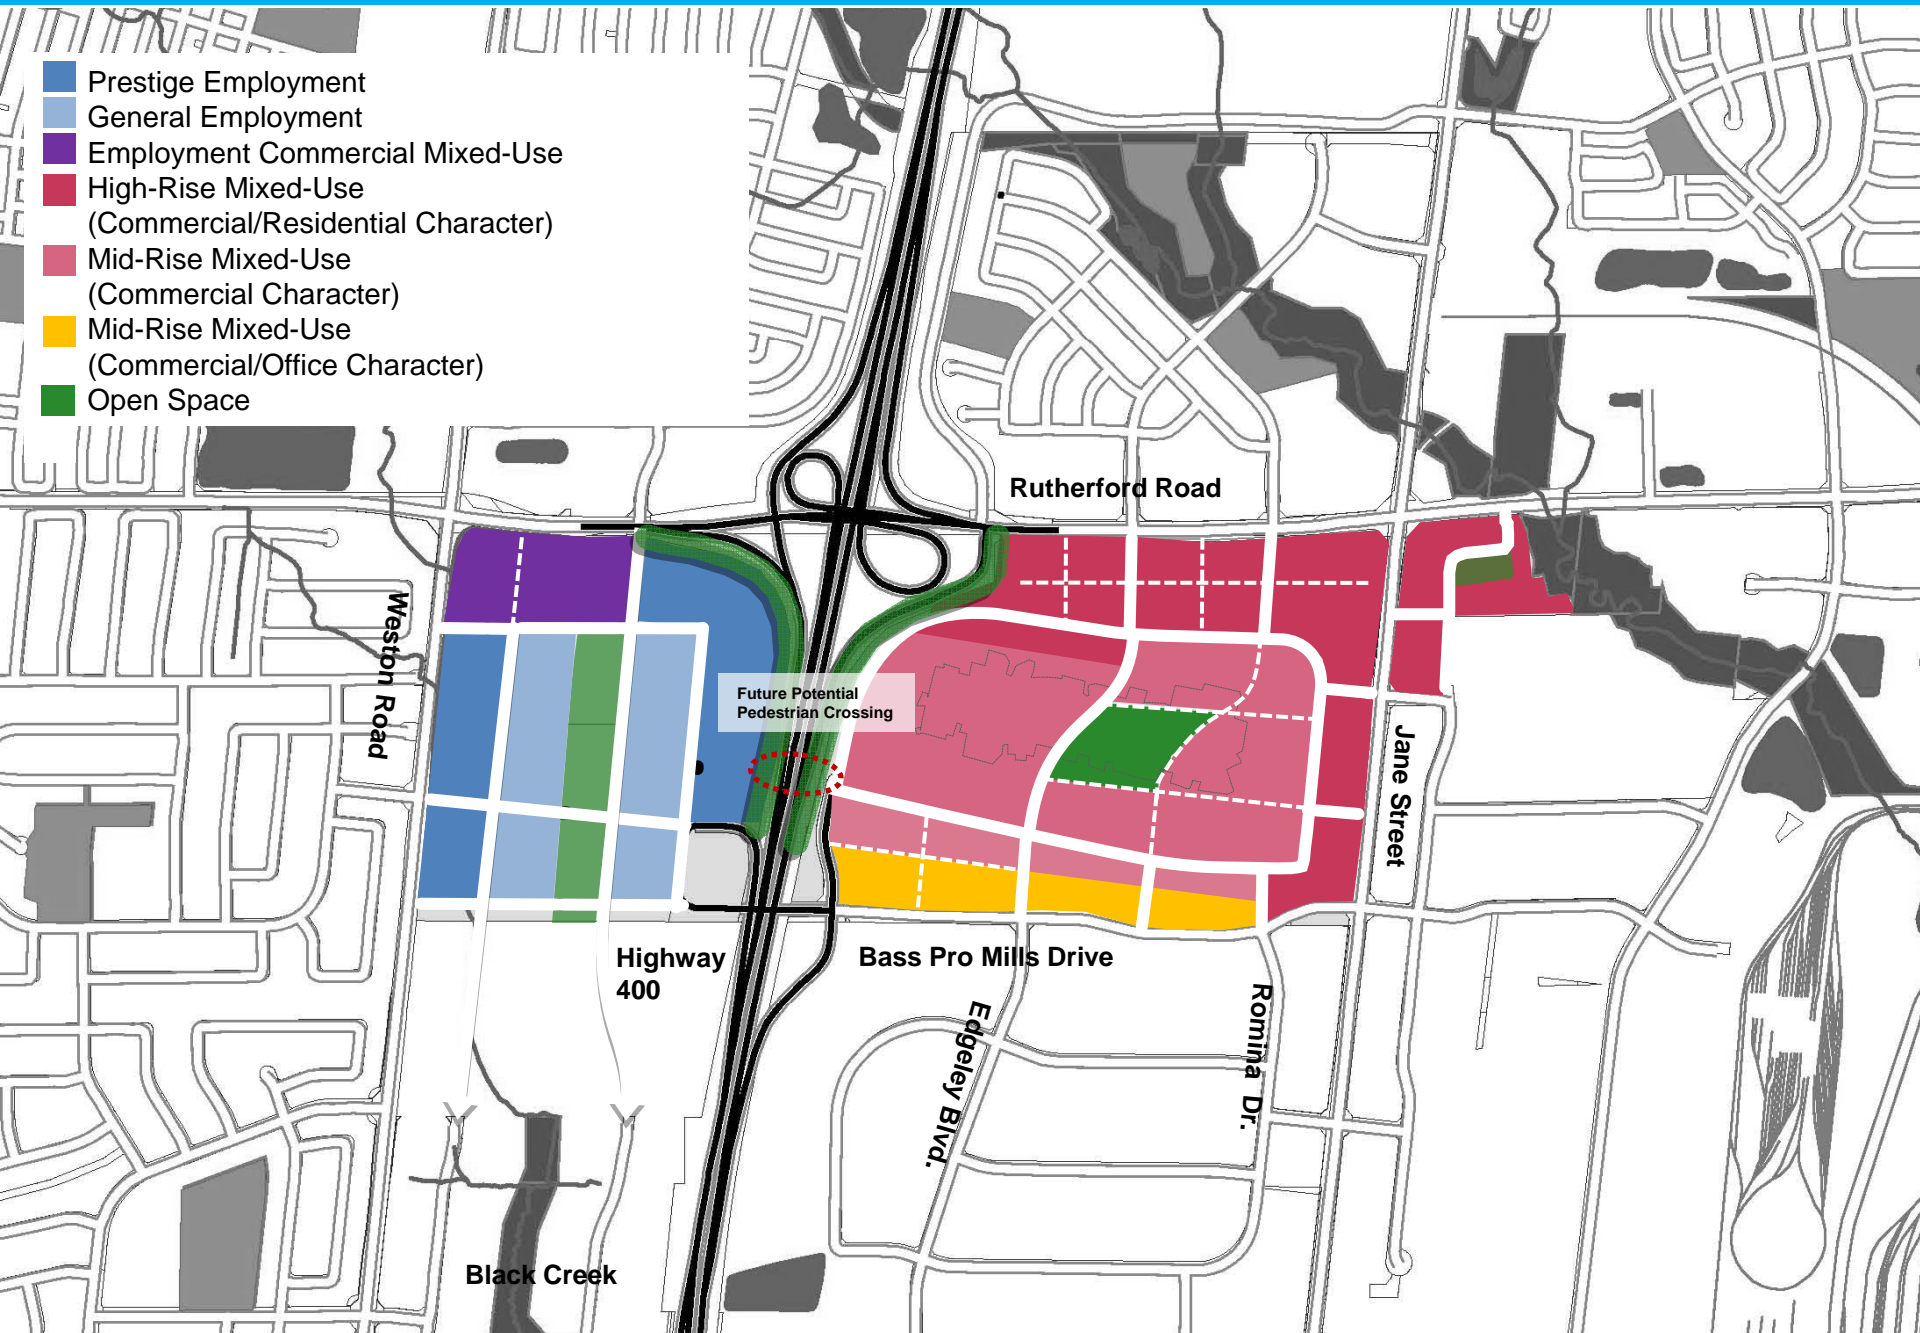 Prestige Employment
General Employment
Employment Commercial Mixed-Use
High-Rise Mixed-Use
(Commercial/Residential Character)
Mid-Rise Mixed-Use
(Commercial Character)
Mid-Rise Mixed-Use
(Commercial/Office Character)
Open Space
Rutherford Road
Weston Road
Future Potential
Pedestrian Crossing
Jane Street
Highway
400
Bass Pro Mills Drive
Edgeley Blvd.
Romina Dr.
Black Creek